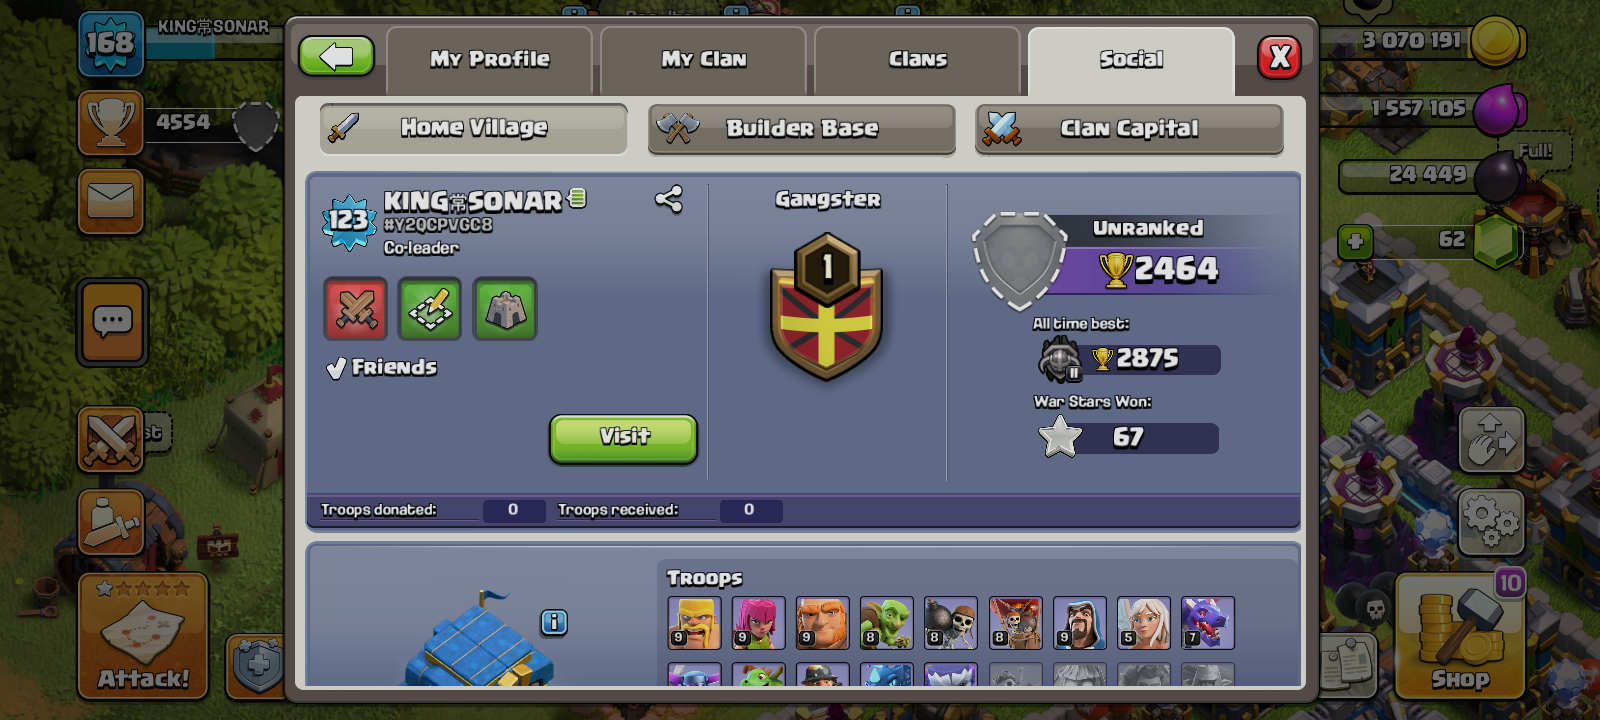 168
KING常SONAR
4554
My Profile
My Clan
Clans
Social
X
Home Village
Builder Base
Clan Capital
3 070 191
1 557 105
Full!
24 449
62
123
KING常SONAR
#Y2QCPVGC8
Co-leader
Friends
Visit
Gangster
1
Unranked
2464
All time best:
2875
War Stars Won:
67
Troops donated: 0
Troops received: 0
Troops
9 9 9 8 8 8 9 5 7
Attack!
10
Shop